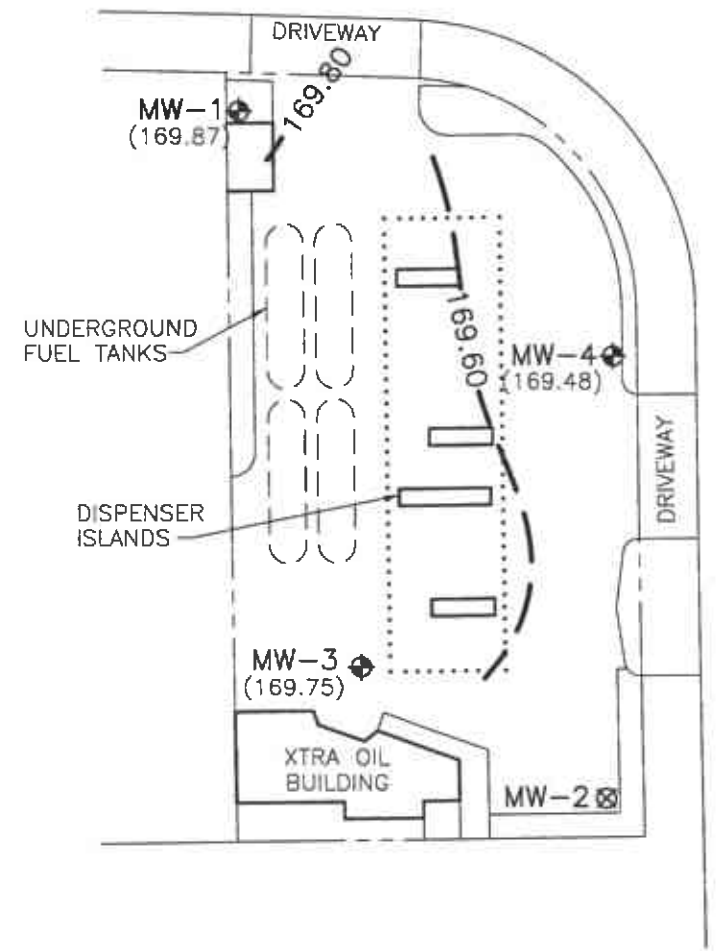 DRIVEWAY
169.80
MW-1
(169.87)
UNDERGROUND
FUEL TANKS
169.60
MW-4
(169.48)
DRIVEWAY
DISPENSER
ISLANDS
MW-3
(169.75)
XTRA OIL
BUILDING
MW-2